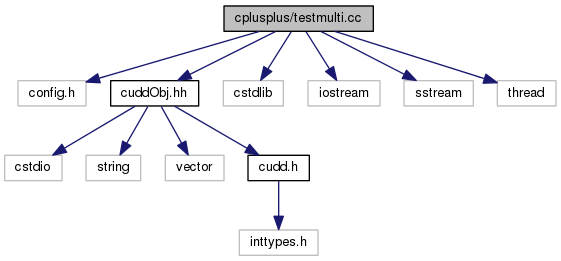 cplusplus/testmulti.cc
config.h
cuddObj.hh
cstdlib
iostream
sstream
thread
cstdio
string
vector
cudd.h
inttypes.h